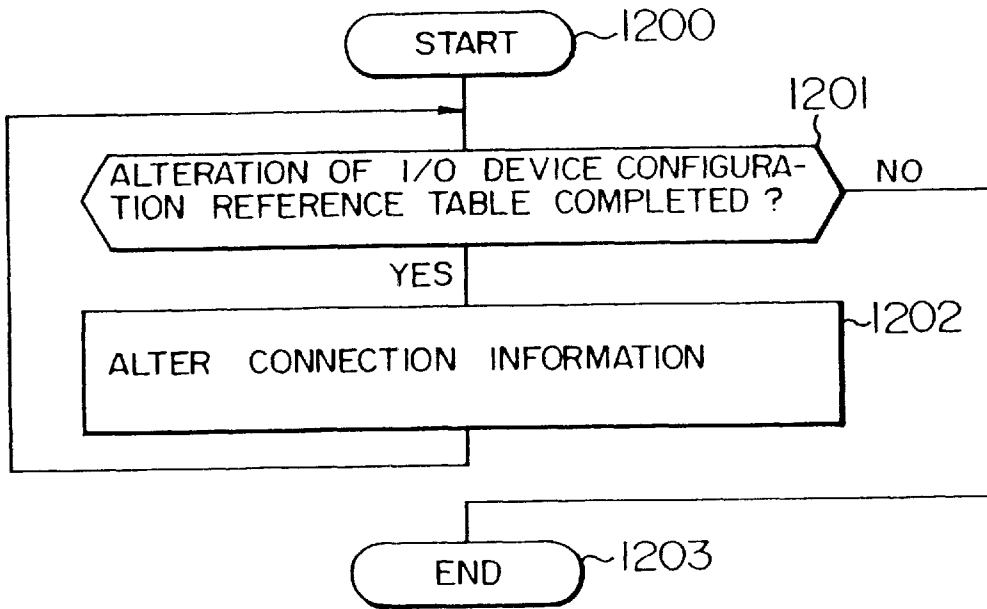 START
1200
1201
ALTERATION OF I/O DEVICE CONFIGURA-
TION REFERENCE TABLE COMPLETED ?
NO
YES
1202
ALTER CONNECTION INFORMATION
END
1203